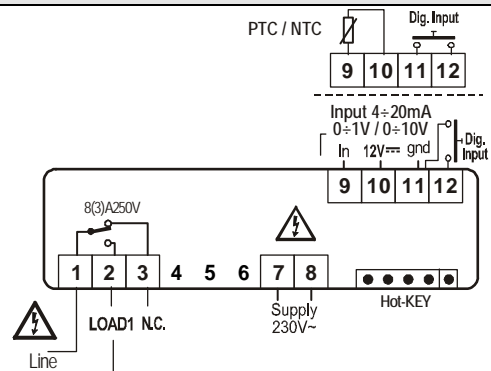 PTC / NTC
Dig. Input
9 10 11 12
Input 4÷20mA
0÷1V / 0÷10V
In 12V gnd
Dig.
Input
9 10 11 12
8(3)A250V
1 2 3 4 5 6 7 8
LOAD1 N.C.
Supply
230V~
Hot-KEY
Line